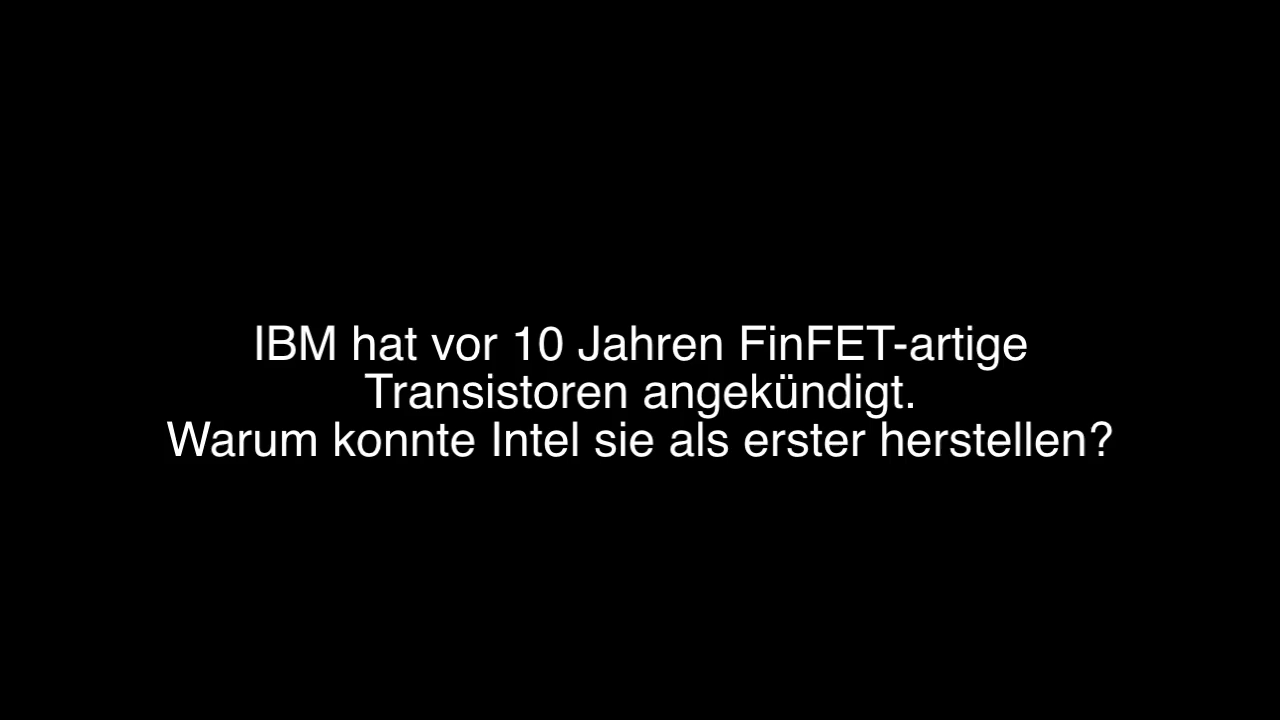 IBM hat vor 10 Jahren FinFET-artige
Transistoren angekündigt.
Warum konnte Intel sie als erster herstellen?